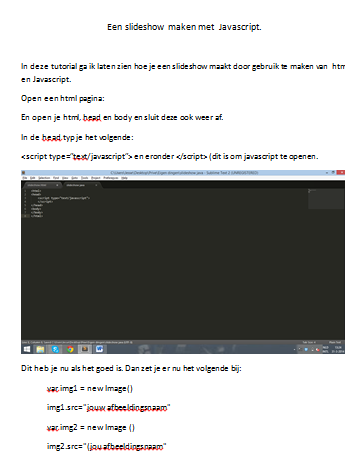 Een slideshow maken met Javascript.
In deze tutorial ga ik laten zien hoe je een slideshow maakt door gebruik te maken van htm
en Javascript.
Open een html pagina:
En open je html, head, en body en sluit deze ook weer af.
In de head, typ je het volgende:
<script type="text/javascript"> en eronder </script> (dit is om javascript te openen.
Dit heb je nu als het goed is. Dan zet je er nu het volgende bij:
var img1 = new Image()
img1.src="jouw afbeeldingsnaam"
var img2 = new Image ()
img2.src="(jou afbeeldingsnaam"